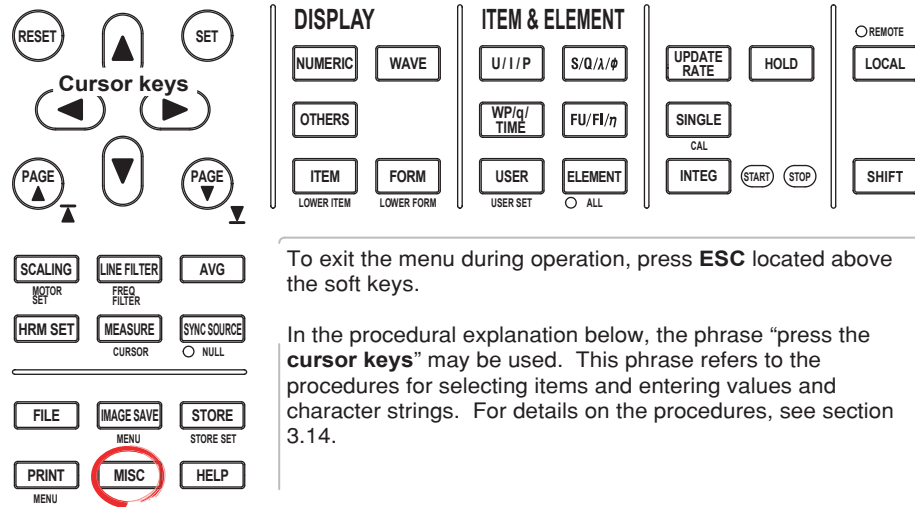 RESET
SET
Cursor keys
PAGE
PAGE
DISPLAY
NUMERIC
WAVE
OTHERS
ITEM
FORM
LOWER ITEM
LOWER FORM
ITEM & ELEMENT
U / I / P
S/Q/λ/ϕ
WP/q/
TIME
FU/FI/η
USER
ELEMENT
USER SET
ALL
UPDATE
RATE
HOLD
SINGLE
CAL
INTEG
START
STOP
REMOTE
LOCAL
SHIFT
SCALING
LINE FILTER
AVG
MOTOR
SET
FREQ
FILTER
HRM SET
MEASURE
SYNC SOURCE
CURSOR
NULL
FILE
IMAGE SAVE
STORE
MENU
STORE SET
PRINT
MISC
HELP
MENU
To exit the menu during operation, press ESC located above
the soft keys.
In the procedural explanation below, the phrase “press the
cursor keys” may be used. This phrase refers to the
procedures for selecting items and entering values and
character strings. For details on the procedures, see section
3.14.